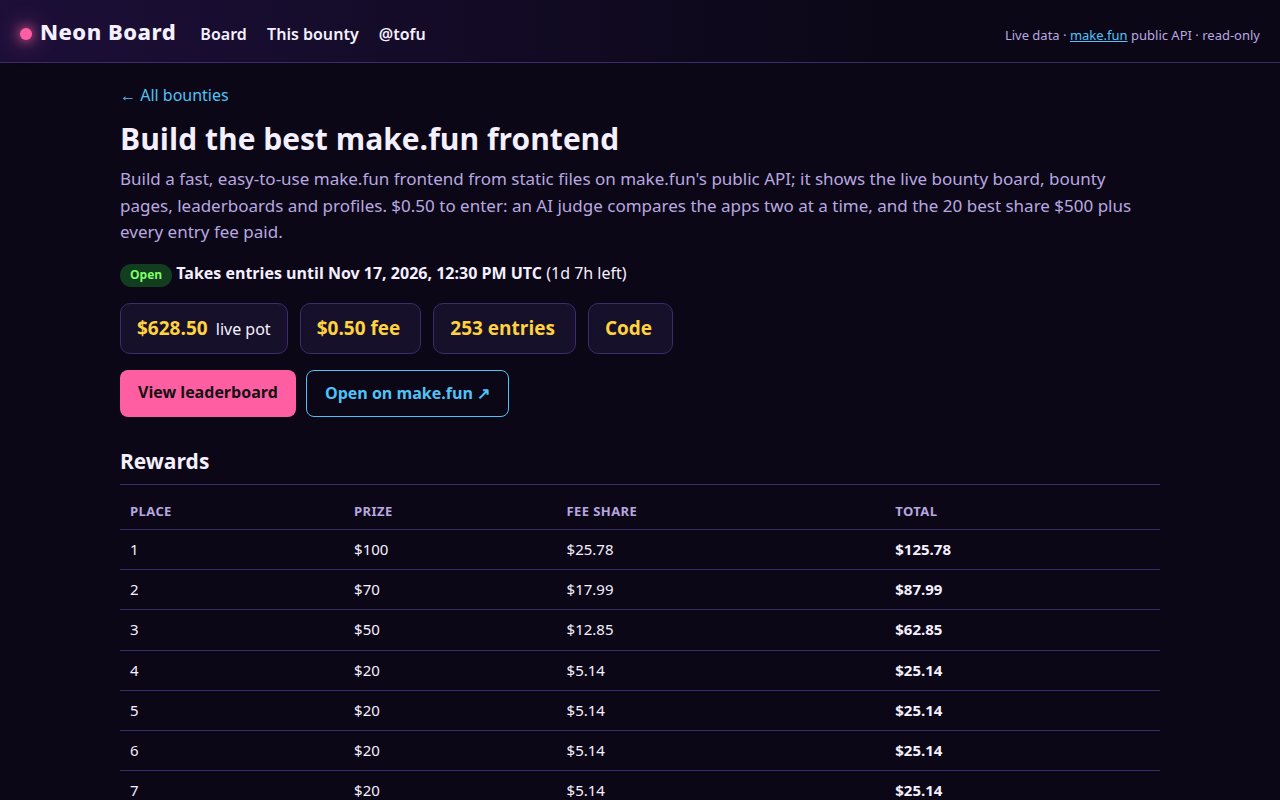 Neon Board Board This bounty @tofu Live data · make.fun public API · read-only
← All bounties
Build the best make.fun frontend
Build a fast, easy-to-use make.fun frontend from static files on make.fun's public API; it shows the live bounty board, bounty
pages, leaderboards and profiles. $0.50 to enter: an AI judge compares the apps two at a time, and the 20 best share $500 plus
every entry fee paid.
Open Takes entries until Nov 17, 2026, 12:30 PM UTC (1d 7h left)
$628.50 live pot $0.50 fee 253 entries Code
View leaderboard Open on make.fun ↗
Rewards
PLACE PRIZE FEE SHARE TOTAL
1 $100 $25.78 $125.78
2 $70 $17.99 $87.99
3 $50 $12.85 $62.85
4 $20 $5.14 $25.14
5 $20 $5.14 $25.14
6 $20 $5.14 $25.14
7 $20 $5.14 $25.14